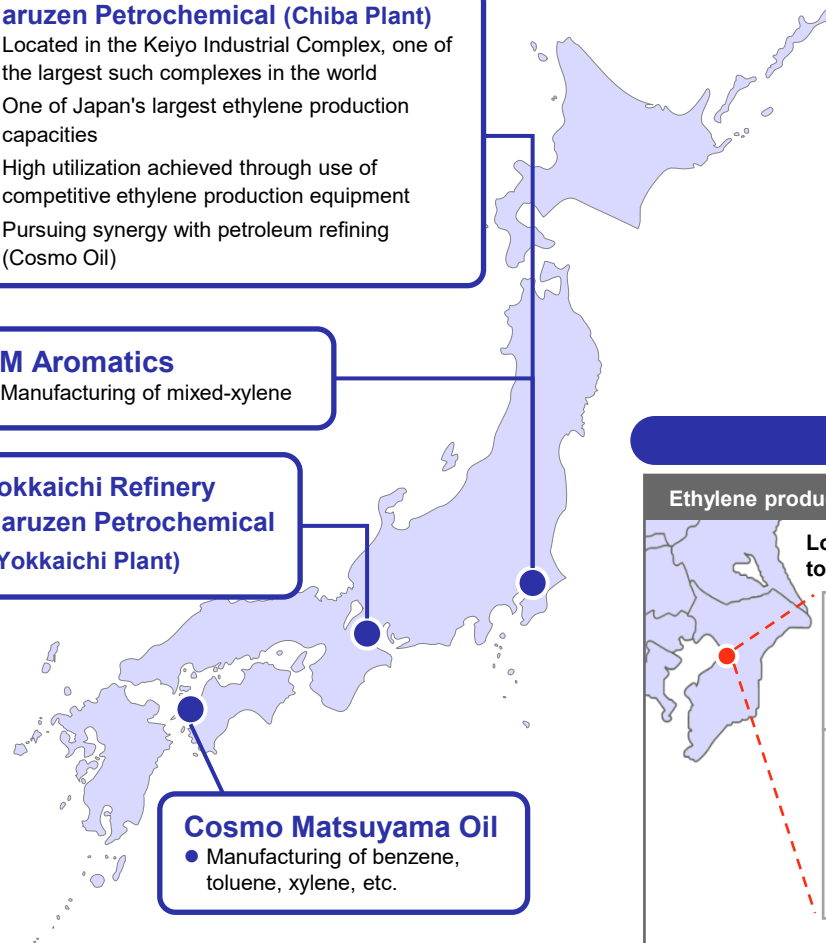 aruzen Petrochemical (Chiba Plant)
Located in the Keiyo Industrial Complex, one of
the largest such complexes in the world
One of Japan's largest ethylene production
capacities
High utilization achieved through use of
competitive ethylene production equipment
Pursuing synergy with petroleum refining
(Cosmo Oil)
M Aromatics
Manufacturing of mixed-xylene
okkaichi Refinery
aruzen Petrochemical
Yokkaichi Plant)
Ethylene produ
Lo
to
Cosmo Matsuyama Oil
● Manufacturing of benzene,
toluene, xylene, etc.